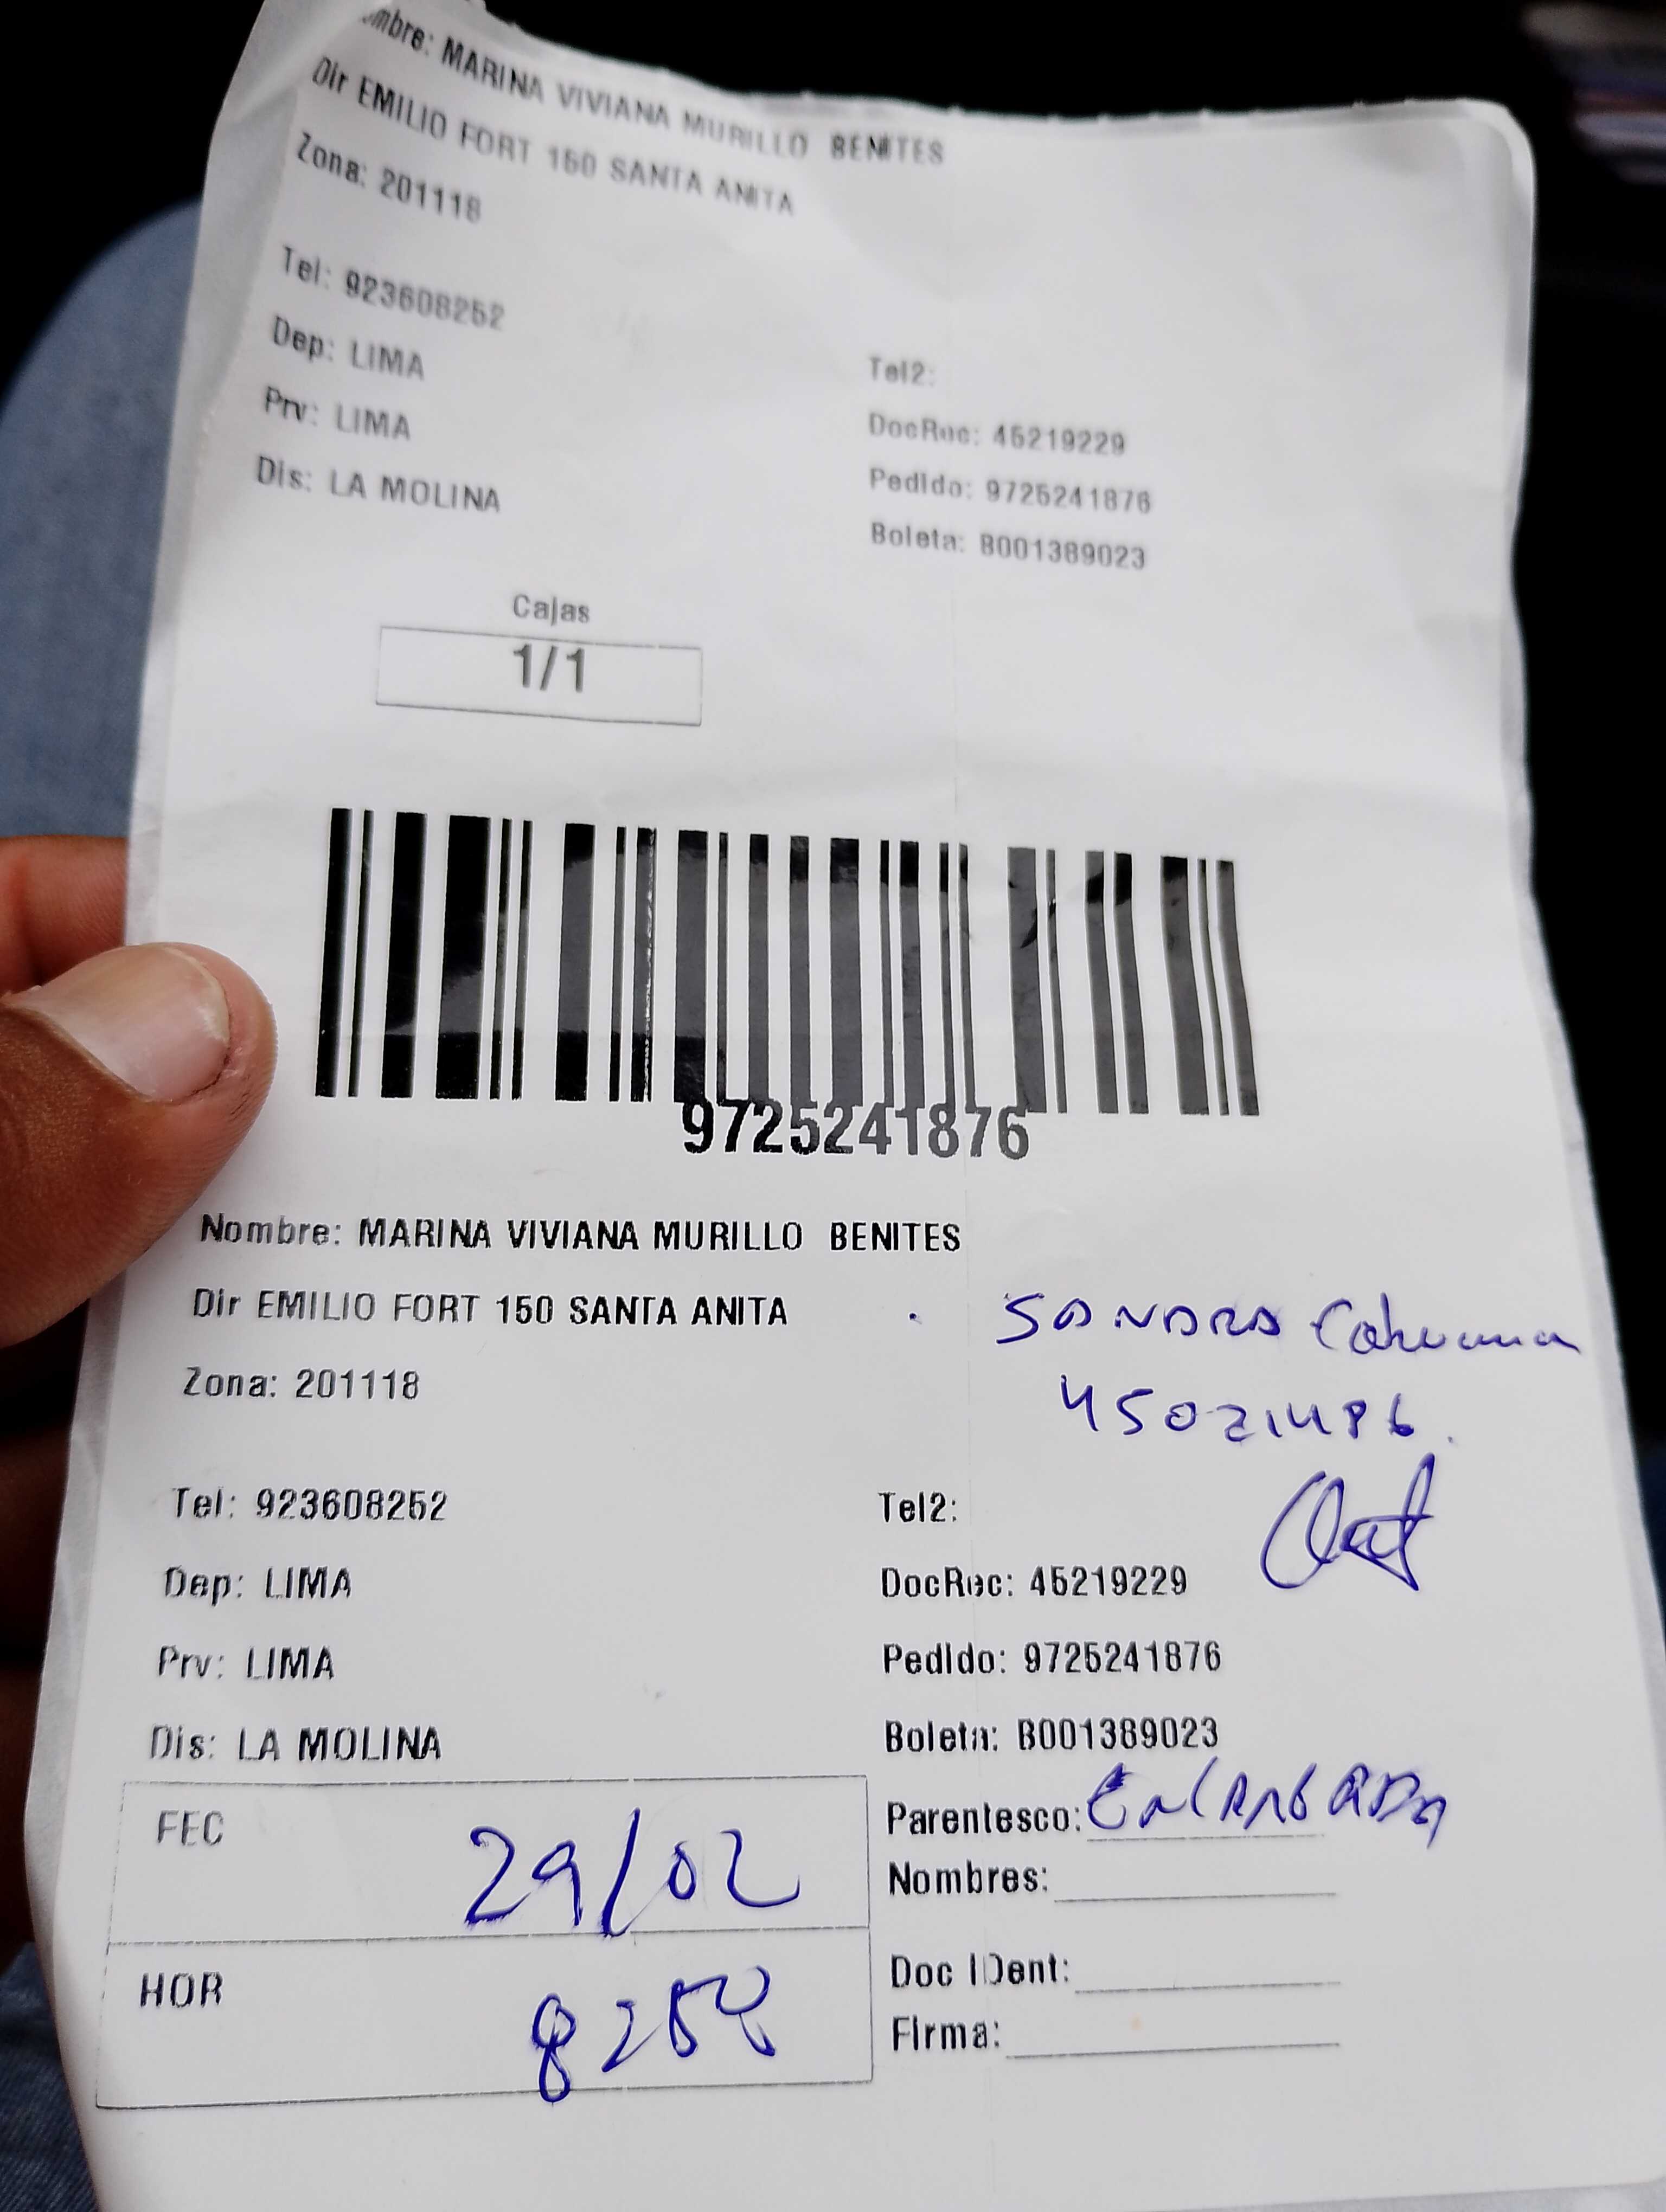 mbre: MARINA VIVIANA MURILLO BENITES
Dir EMILIO FORT 150 SANTA ANITA
Zona: 201118
Tel: 923608252
Dep: LIMA
Tel2:
Prv: LIMA
DocRec: 45219229
Dis: LA MOLINA
Pedido: 9725241876
Boleta: B001389023
Cajas
1/1
9725241876
Nombre: MARINA VIVIANA MURILLO BENITES
Dir EMILIO FORT 150 SANTA ANITA
SANDRA
Zona: 201118
45021486
Tel: 923608252
Tel2:
Dep: LIMA
DocRec: 45219229
Prv: LIMA
Pedido: 9725241876
Dis: LA MOLINA
Boleta: B001389023
FEC 29/02
Parentesco: ENCARGADA
Nombres:
HOR
Doc IDent:
Firma: